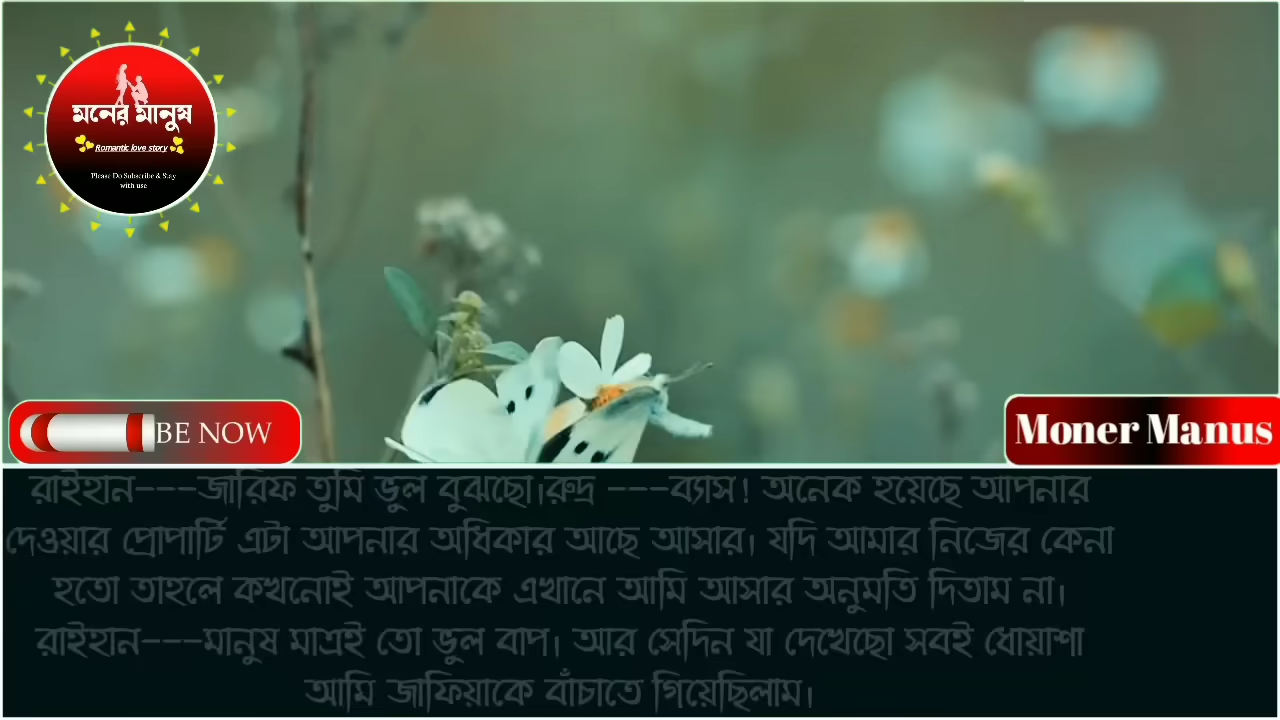 মনের মানুষ
Romantic love story
Please Do Subscribe & Stay
with use
BE NOW
Moner Manus
রাইহান---জারিফ তুমি ভুল বুঝছো।রুদ্র ---ব্যাস! অনেক হয়েছে আপনার
দেওয়ার প্রোপার্টি এটা আপনার অধিকার আছে আসার। যদি আমার নিজের কেনা
হতো তাহলে কখনোই আপনাকে এখানে আমি আসার অনুমতি দিতাম না।
রাইহান---মানুষ মাএই তো ভুল বাপ। আর সেদিন যা দেখেছো সবই ধোয়াশা
আমি জাফিয়াকে বাঁচাতে গিয়েছিলাম।